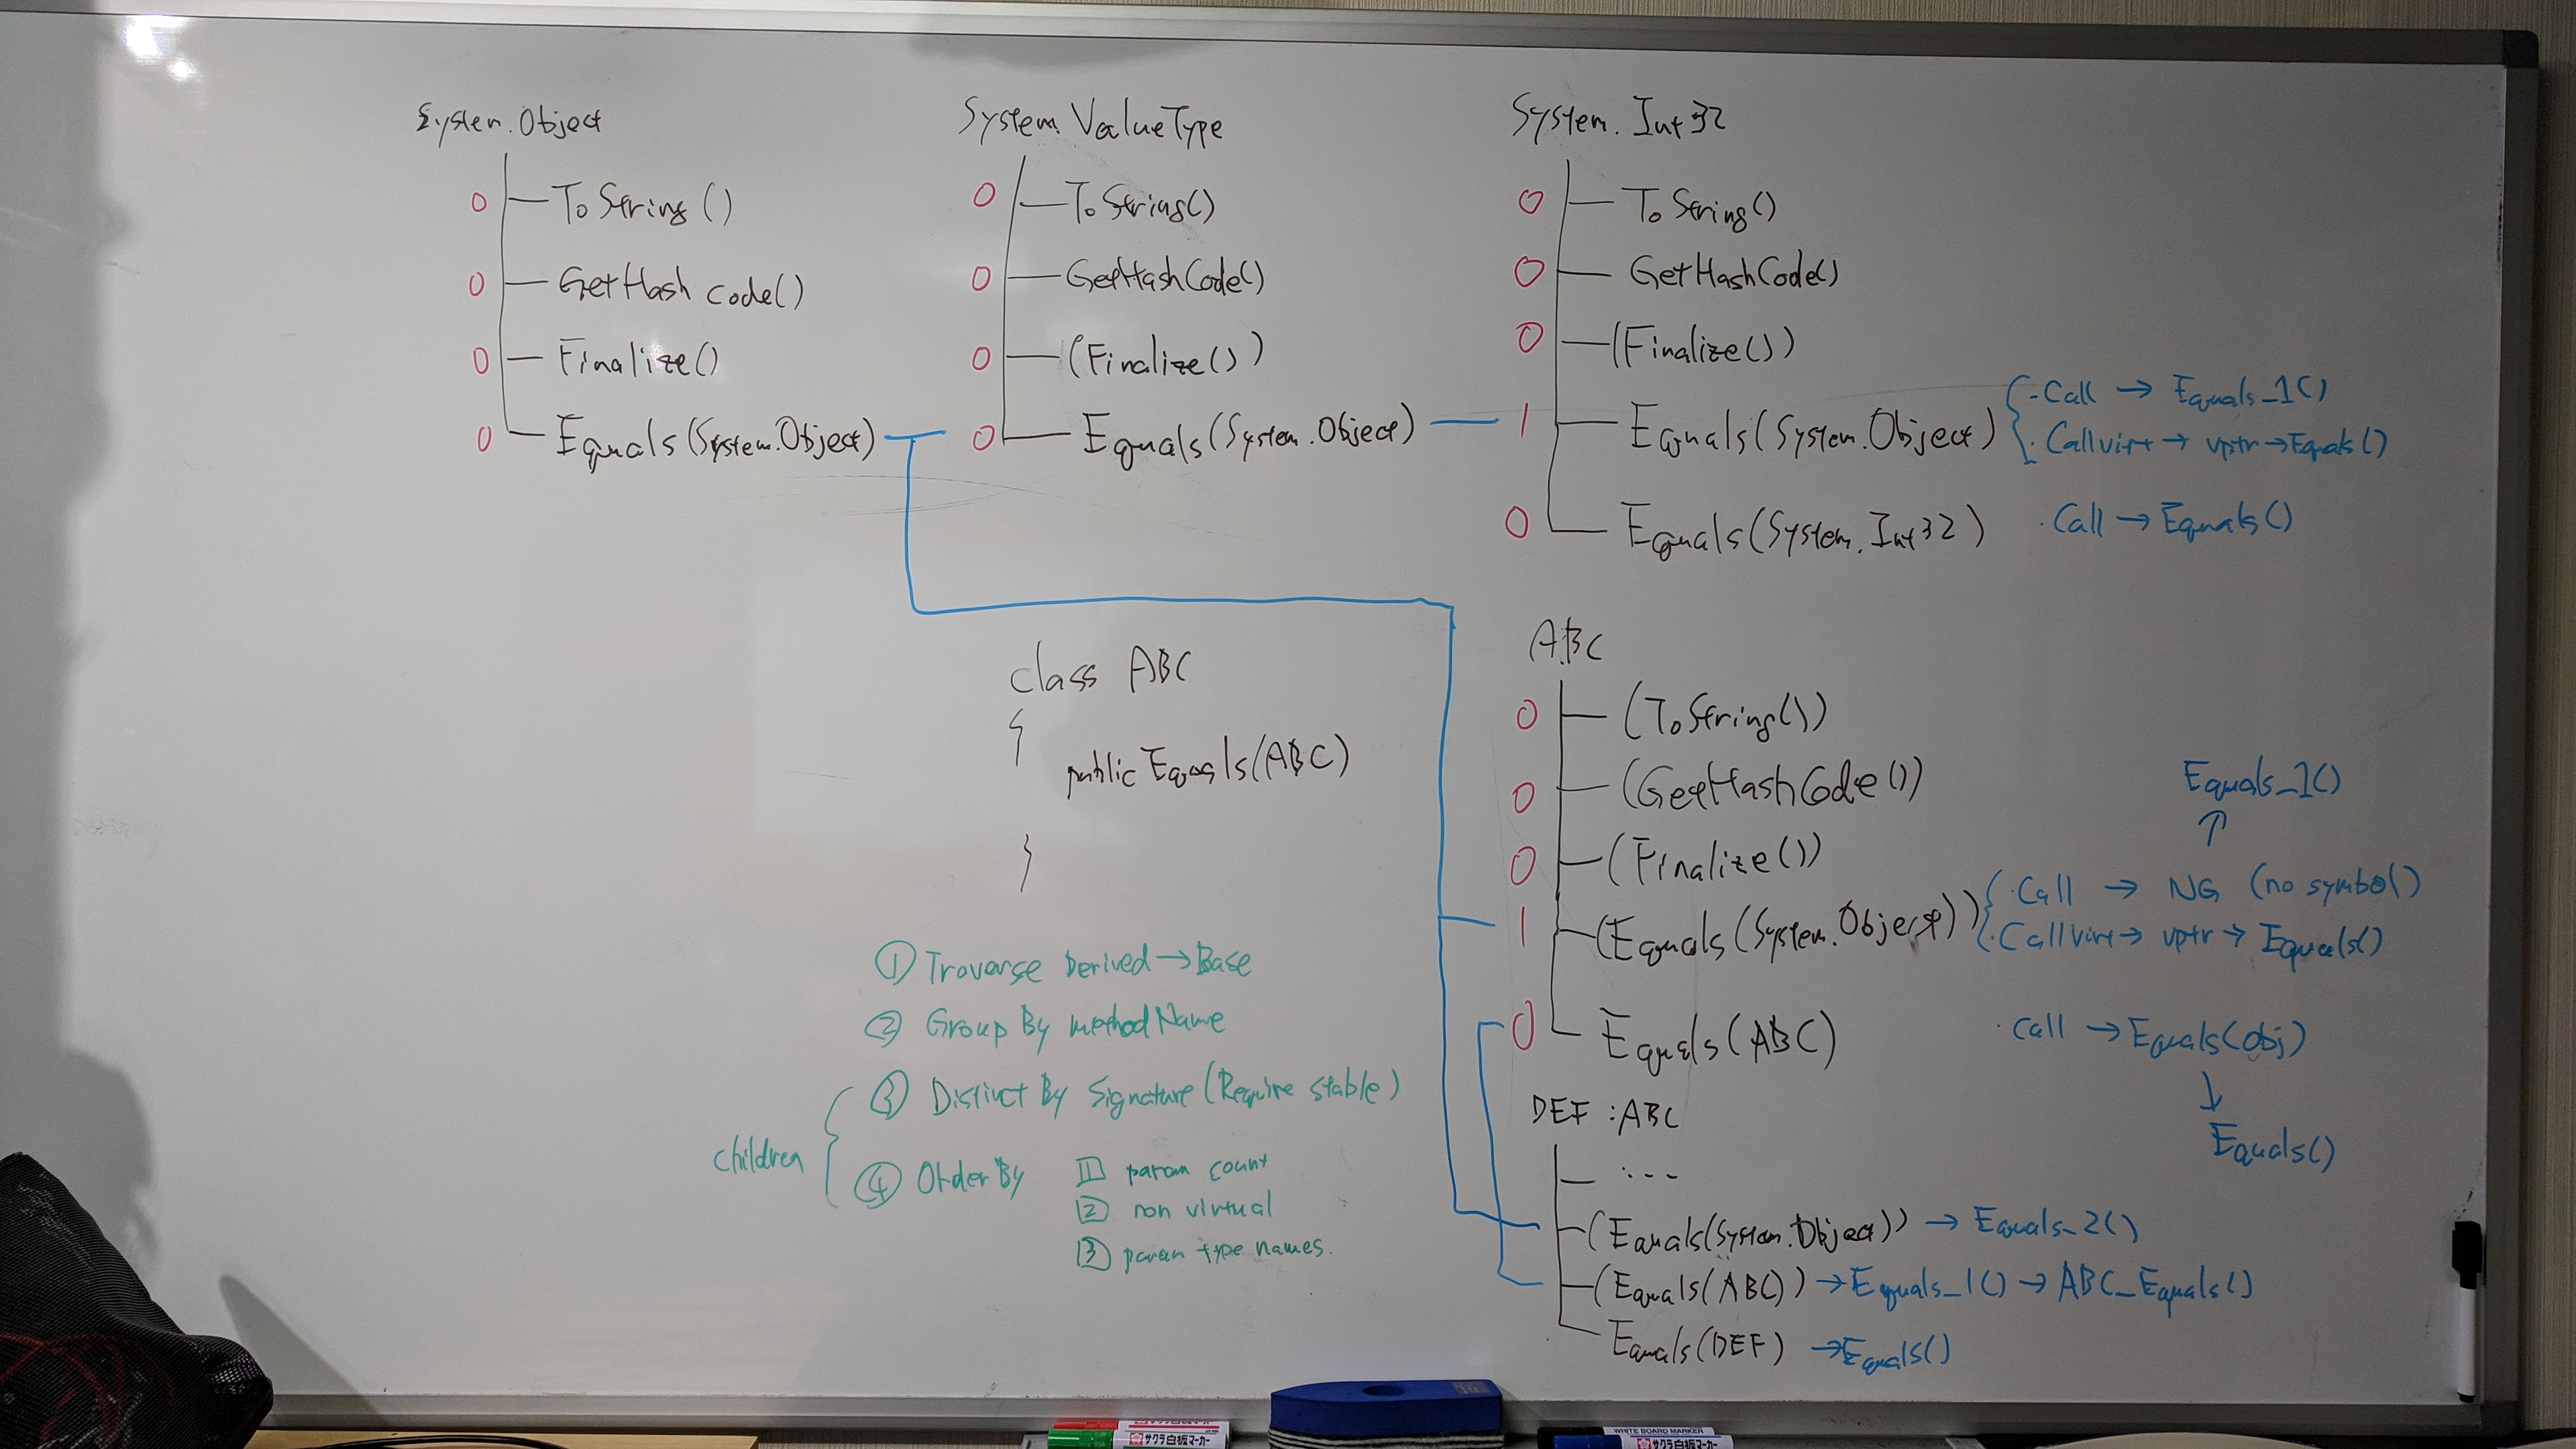 System.Object
0 ToString()
0 GetHashCode()
0 Finalize()
0 Equals(System.Object)
System.ValueType
0 ToString()
0 GetHashCode()
0 (Finalize())
0 Equals(System.Object)
System.Int32
0 ToString()
0 GetHashCode()
0 (Finalize())
1 Equals(System.Object)
・Call → Equals_1()
・Callvirt → vptr → Equals()
0 Equals(System.Int32) ・Call → Equals()
class ABC
{
public Equals(ABC)
}
ABC
0 (ToString())
0 (GetHashCode())
0 (Finalize())
1 (Equals(System.Object))
Equals_1()
↑
・Call → NG (no symbol)
・Callvirt → vptr → Equals()
0 Equals(ABC) ・call → Equals(obj)
↓
Equals()
DEF : ABC
・・・
(Equals(System.Object)) → Equals_2()
(Equals(ABC)) → Equals_1() → ABC_Equals()
Equals(DEF) → Equals()
① Traverse Derived → Base
② Group By method Name
children
③ Distinct By Signature (Require stable)
④ Order By 1 param count
2 non virtual
3 param type names.
サクラ白板マーカー
WHITE BOARD MARKER
サクラ白板マーカー